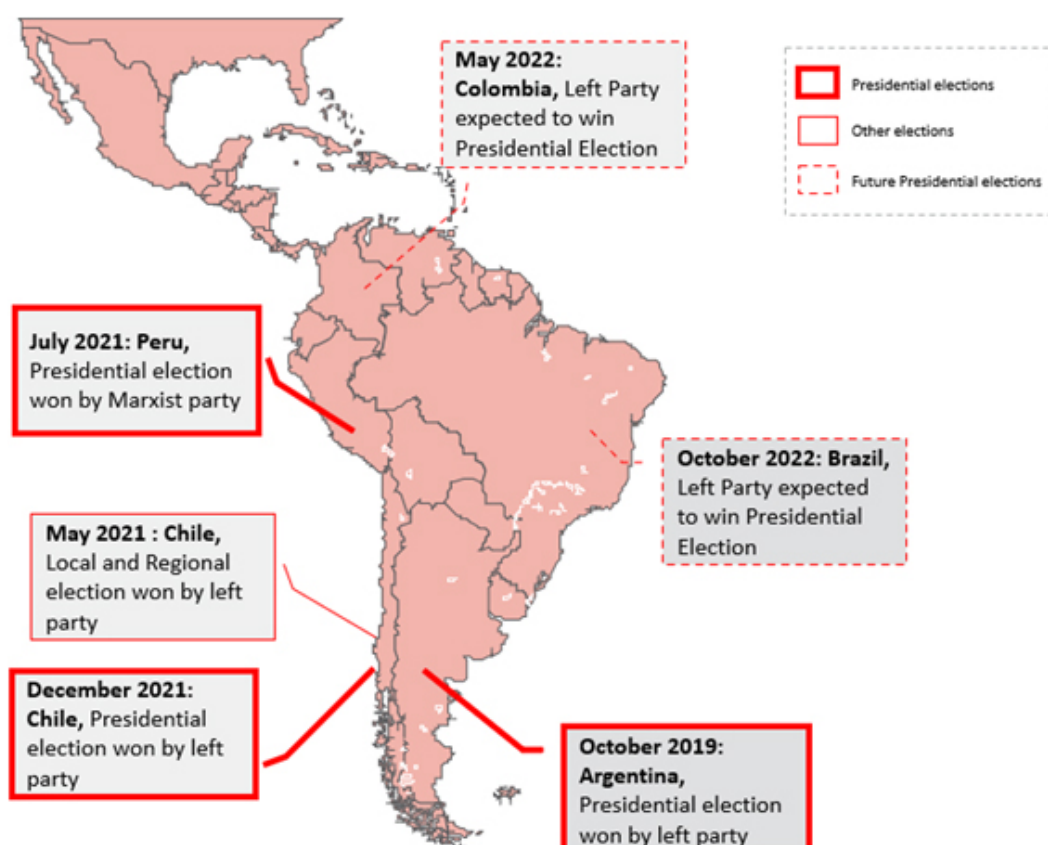 May 2022:
Colombia, Left Party
expected to win
Presidential Election
Presidential elections
Other elections
Future Presidential elections
July 2021: Peru,
Presidential election
won by Marxist party
October 2022: Brazil,
Left Party expected
to win Presidential
Election
May 2021 : Chile,
Local and Regional
election won by left
party
December 2021:
Chile, Presidential
election won by left
party
October 2019:
Argentina,
Presidential election
won by left party